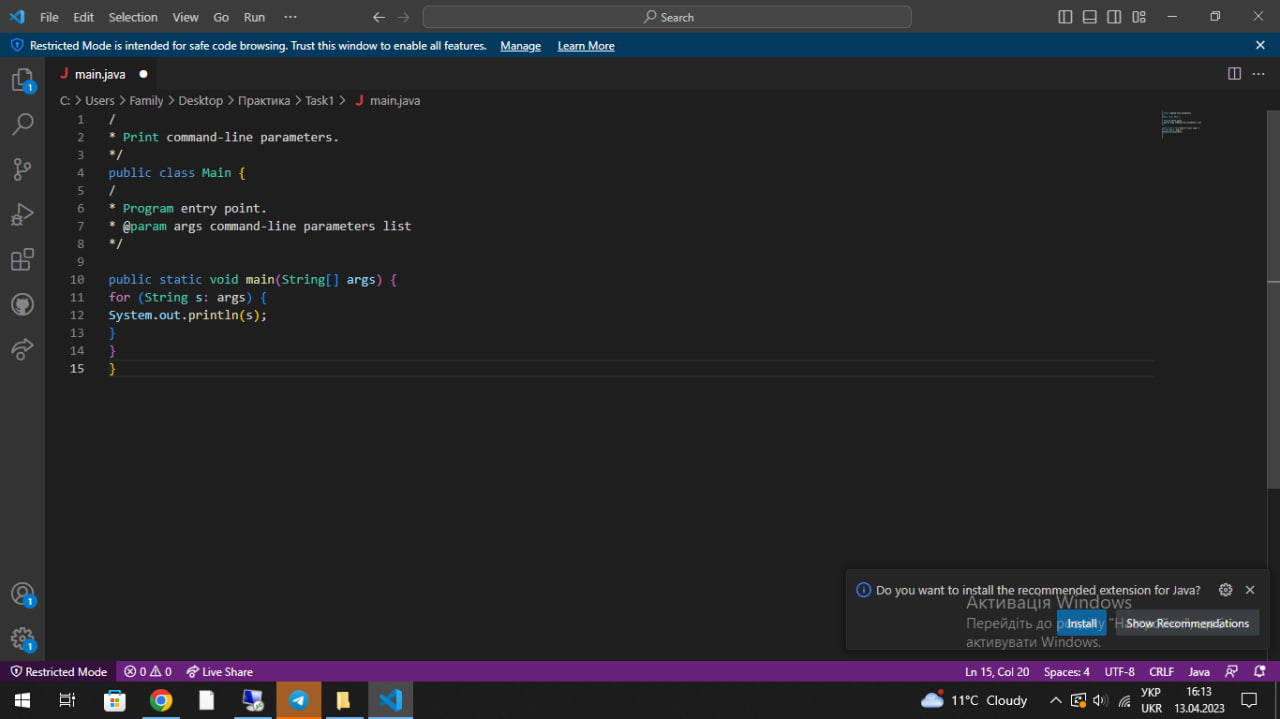 File Edit Selection View Go Run ··· Search
Restricted Mode is intended for safe code browsing. Trust this window to enable all features. Manage Learn More
main.java
C: > Users > Family > Desktop > Практика > Task1 > main.java
1 /
2 * Print command-line parameters.
3 */
4 public class Main {
5 /
6 * Program entry point.
7 * @param args command-line parameters list
8 */
9
10 public static void main(String[] args) {
11 for (String s: args) {
12 System.out.println(s);
13 }
14 }
15 }
1
1
1
Do you want to install the recommended extension for Java?
Install Show Recommendations
Активація Windows
Перейдіть до
активувати Windows.
Restricted Mode 0 0 Live Share Ln 15, Col 20 Spaces: 4 UTF-8 CRLF Java
11°C Cloudy УКР 16:13
UKR 13.04.2023